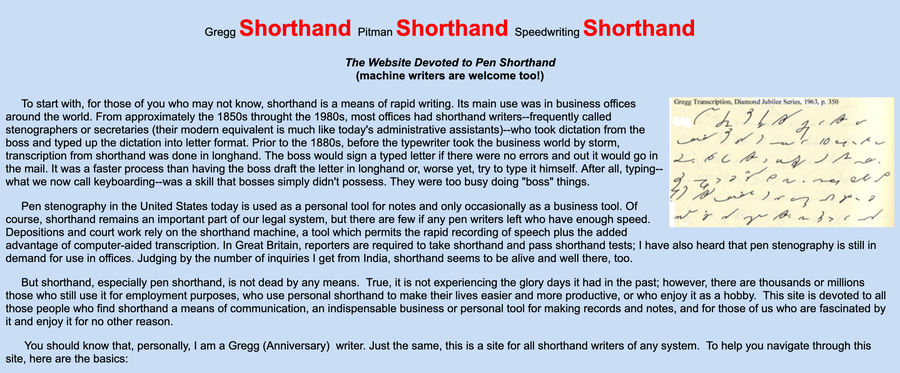 Gregg Shorthand Pitman Shorthand Speedwriting Shorthand
The Website Devoted to Pen Shorthand
(machine writers are welcome too!)
To start with, for those of you who may not know, shorthand is a means of rapid writing. Its main use was in business offices
around the world. From approximately the 1850s throught the 1980s, most offices had shorthand writers--frequently called
stenographers or secretaries (their modern equivalent is much like today's administrative assistants)--who took dictation from the
boss and typed up the dictation into letter format. Prior to the 1880s, before the typewriter took the business world by storm,
transcription from shorthand was done in longhand. The boss would sign a typed letter if there were no errors and out it would go in
the mail. It was a faster process than having the boss draft the letter in longhand or, worse yet, try to type it himself. After all, typing--
what we now call keyboarding--was a skill that bosses simply didn't possess. They were too busy doing "boss" things.
Gregg Transcription, Diamond Jubilee Series, 1963, p. 350
Pen stenography in the United States today is used as a personal tool for notes and only occasionally as a business tool. Of
course, shorthand remains an important part of our legal system, but there are few if any pen writers left who have enough speed.
Depositions and court work rely on the shorthand machine, a tool which permits the rapid recording of speech plus the added
advantage of computer-aided transcription. In Great Britain, reporters are required to take shorthand and pass shorthand tests; I have also heard that pen stenography is still in
demand for use in offices. Judging by the number of inquiries I get from India, shorthand seems to be alive and well there, too.
But shorthand, especially pen shorthand, is not dead by any means. True, it is not experiencing the glory days it had in the past; however, there are thousands or millions
those who still use it for employment purposes, who use personal shorthand to make their lives easier and more productive, or who enjoy it as a hobby. This site is devoted to all
those people who find shorthand a means of communication, an indispensable business or personal tool for making records and notes, and for those of us who are fascinated by
it and enjoy it for no other reason.
You should know that, personally, I am a Gregg (Anniversary) writer. Just the same, this is a site for all shorthand writers of any system. To help you navigate through this
site, here are the basics: